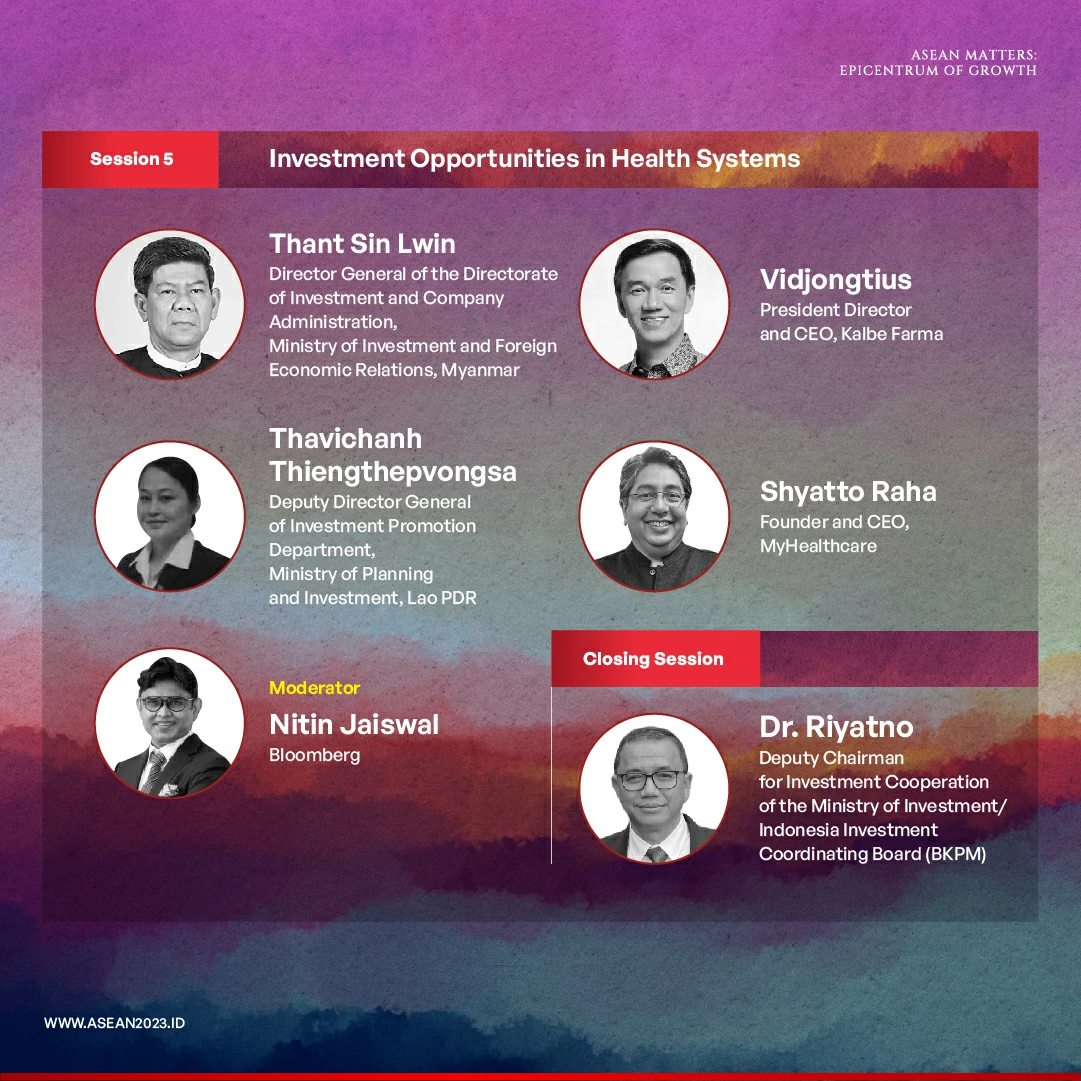 ASEAN MATTERS:
EPICENTRUM OF GROWTH
Session 5
Investment Opportunities in Health Systems
Thant Sin Lwin
Director General of the Directorate
of Investment and Company
Administration,
Ministry of Investment and Foreign
Economic Relations, Myanmar
Vidjongtius
President Director
and CEO, Kalbe Farma
Thavichanh
Thiengthepvongsa
Deputy Director General
of Investment Promotion
Department,
Ministry of Planning
and Investment, Lao PDR
Shyatto Raha
Founder and CEO,
MyHealthcare
Moderator
Nitin Jaiswal
Bloomberg
Closing Session
Dr. Riyatno
Deputy Chairman
for Investment Cooperation
of the Ministry of Investment/
Indonesia Investment
Coordinating Board (BKPM)
WWW.ASEAN2023.ID